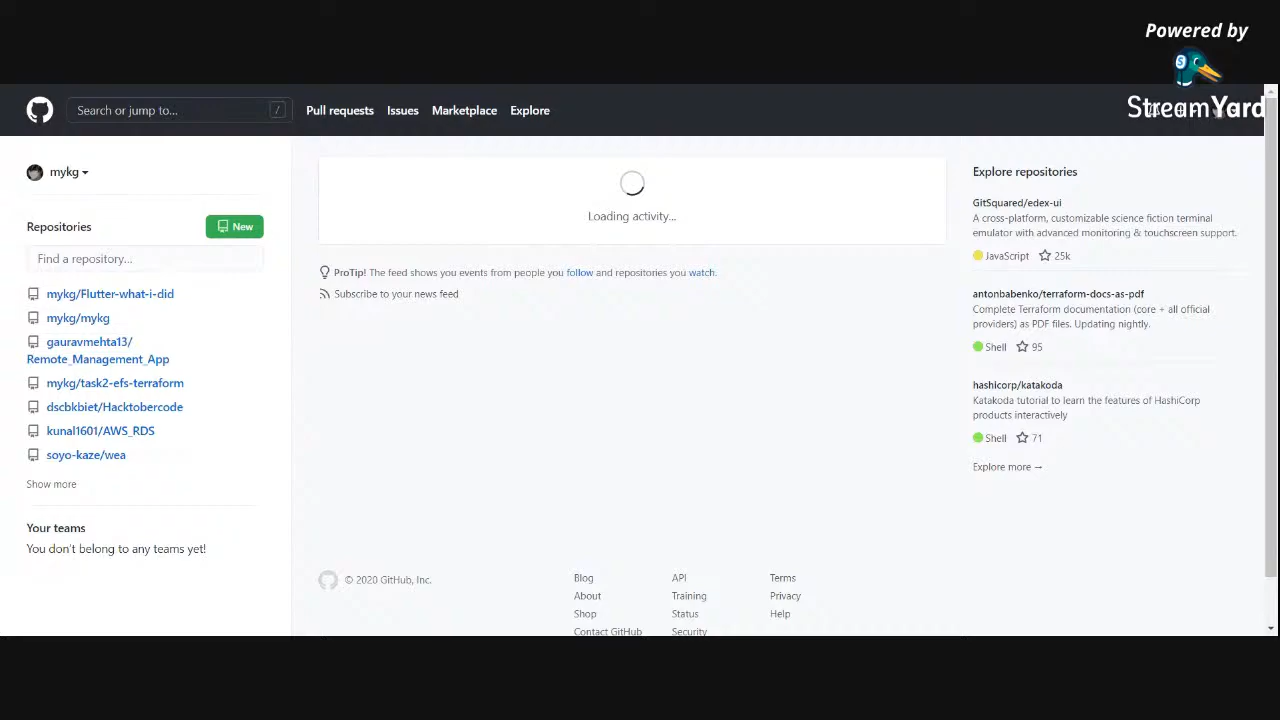 Powered by
StreamYard
Search or jump to...
/
Pull requests
Issues
Marketplace
Explore
mykg
Repositories
New
Find a repository...
mykg/Flutter-what-i-did
mykg/mykg
gauravmehta13/
Remote_Management_App
mykg/task2-efs-terraform
dscbkbiet/Hacktobercode
kunal1601/AWS_RDS
soyo-kaze/wea
Show more
Your teams
You don't belong to any teams yet!
Loading activity...
ProTip! The feed shows you events from people you follow and repositories you watch.
Subscribe to your news feed
Explore repositories
GitSquared/edex-ui
A cross-platform, customizable science fiction terminal
emulator with advanced monitoring & touchscreen support.
JavaScript 25k
antonbabenko/terraform-docs-as-pdf
Complete Terraform documentation (core + all official
providers) as PDF files. Updating nightly.
Shell 95
hashicorp/katakoda
Katakoda tutorial to learn the features of HashiCorp
products interactively
Shell 71
Explore more →
© 2020 GitHub, Inc.
Blog
About
Shop
Contact GitHub
API
Training
Status
Security
Terms
Privacy
Help